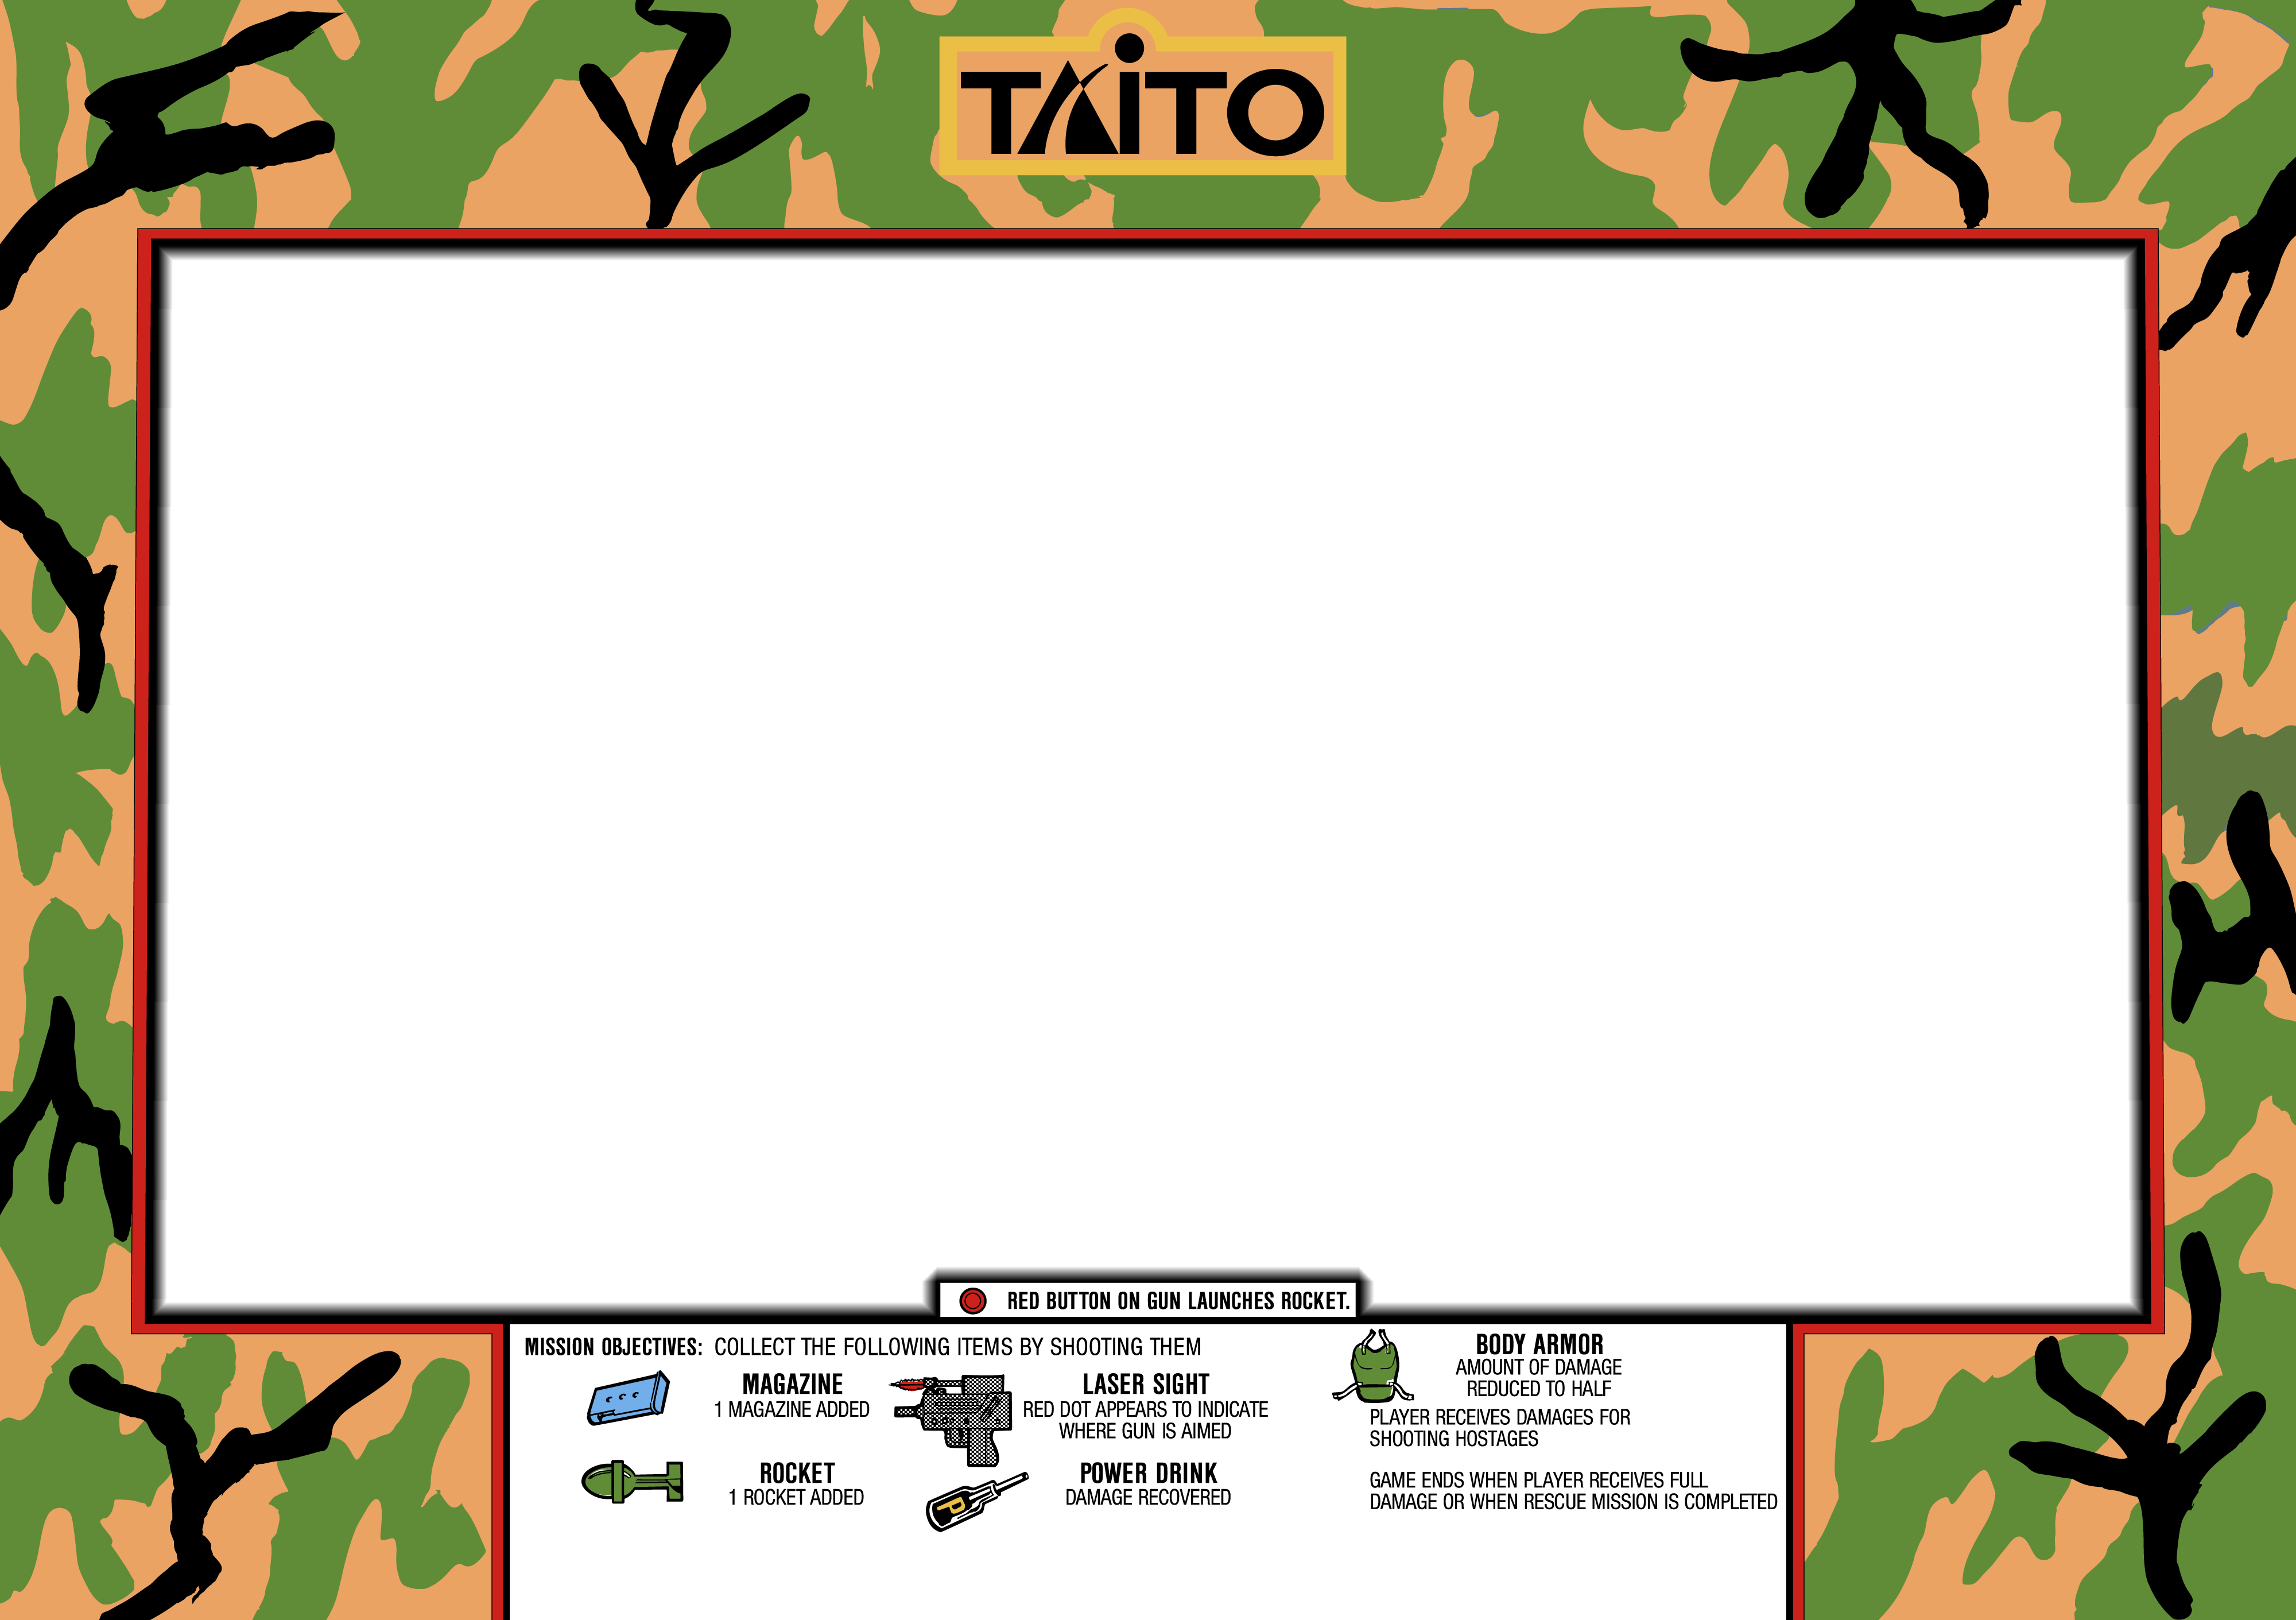 TAiTO
RED BUTTON ON GUN LAUNCHES ROCKET.
MISSION OBJECTIVES: COLLECT THE FOLLOWING ITEMS BY SHOOTING THEM
MAGAZINE
1 MAGAZINE ADDED
ROCKET
1 ROCKET ADDED
LASER SIGHT
RED DOT APPEARS TO INDICATE
WHERE GUN IS AIMED
P
POWER DRINK
DAMAGE RECOVERED
BODY ARMOR
AMOUNT OF DAMAGE
REDUCED TO HALF
PLAYER RECEIVES DAMAGES FOR
SHOOTING HOSTAGES
GAME ENDS WHEN PLAYER RECEIVES FULL
DAMAGE OR WHEN RESCUE MISSION IS COMPLETED